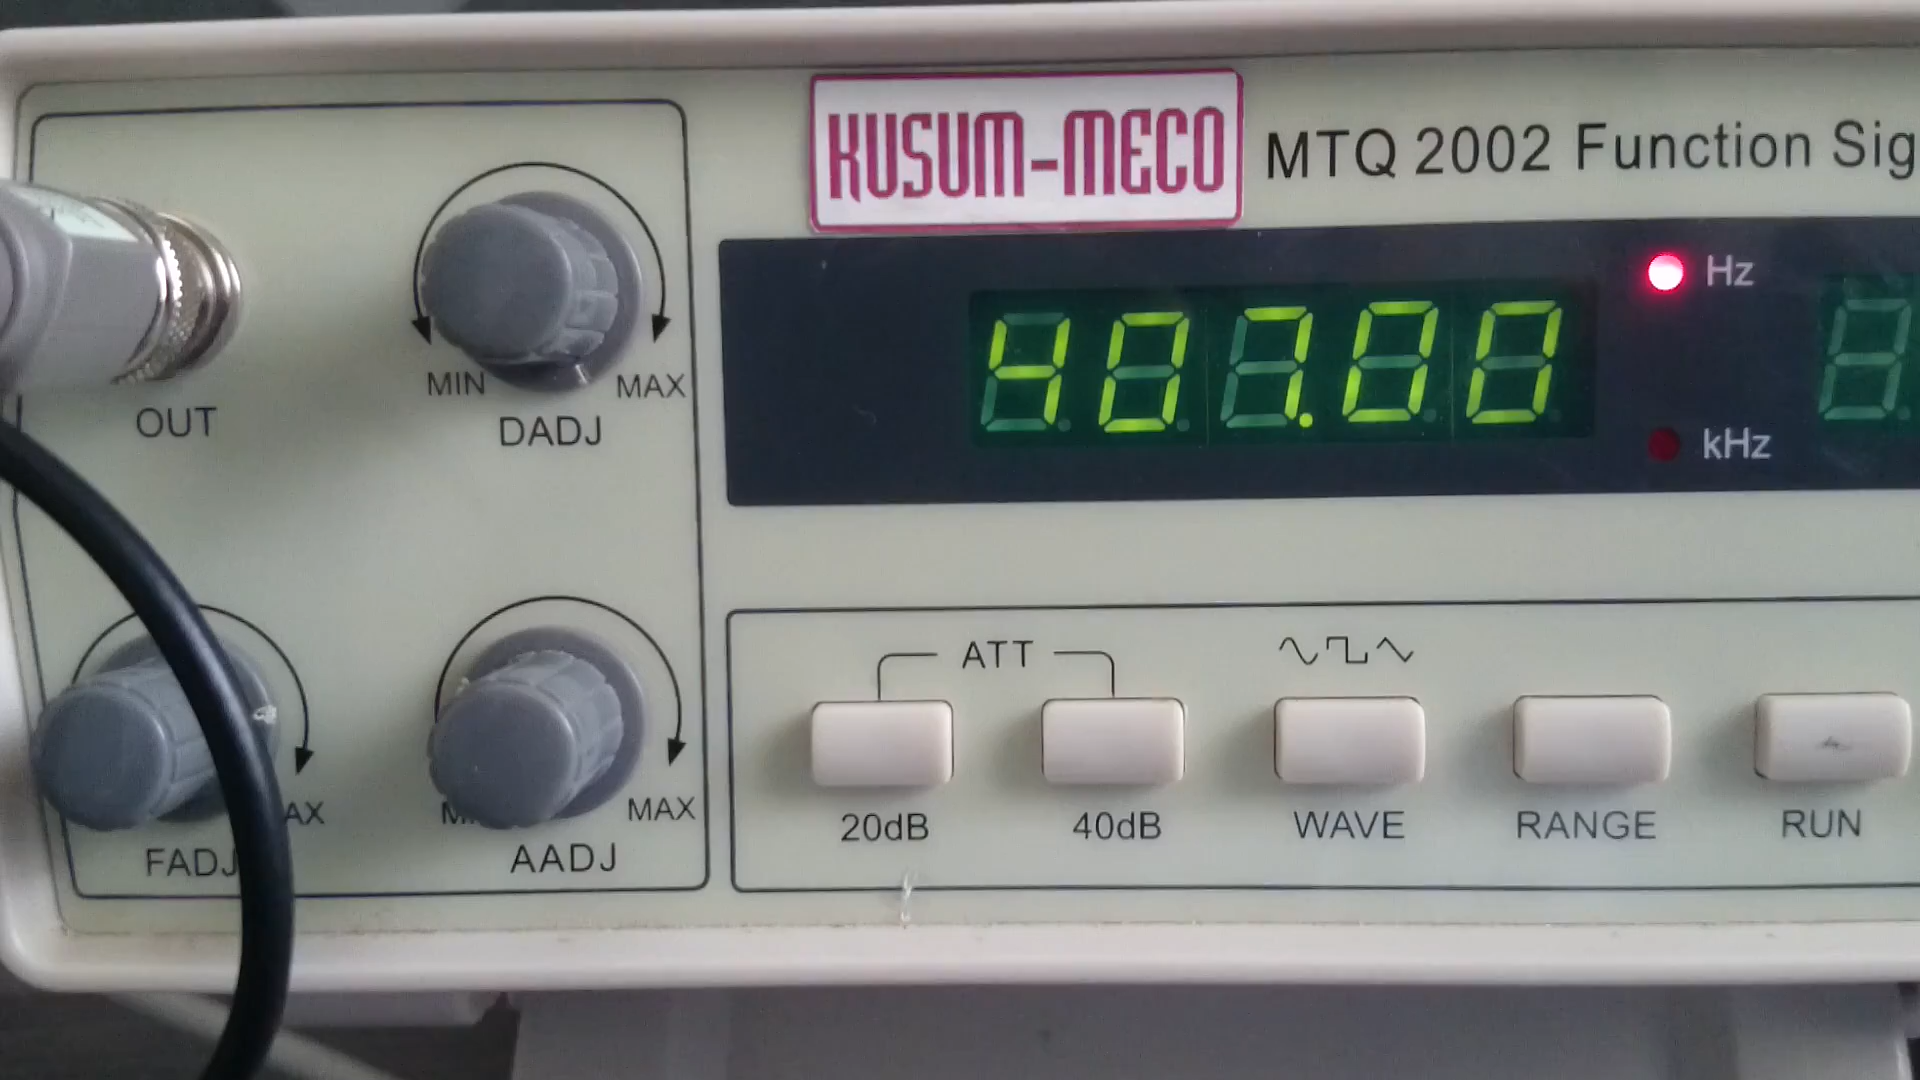 KUSUM-MECO
MTQ 2002 Function Sig
407.00
Hz
kHz
OUT
MIN
MAX
DADJ
AX
FADJ
MAX
AADJ
ATT
20dB
40dB
WAVE
RANGE
RUN